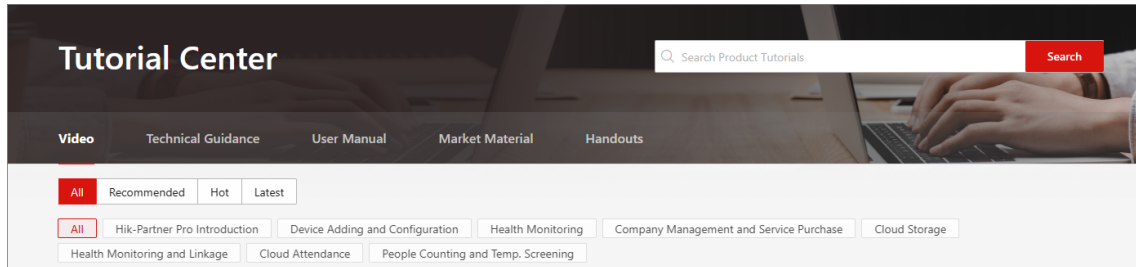 Tutorial Center
Search Product Tutorials Search
Video Technical Guidance User Manual Market Material Handouts
All Recommended Hot Latest
All Hik-Partner Pro Introduction Device Adding and Configuration Health Monitoring Company Management and Service Purchase Cloud Storage
Health Monitoring and Linkage Cloud Attendance People Counting and Temp. Screening